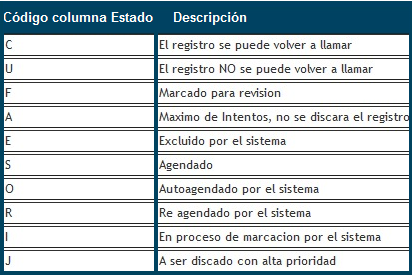 Código columna Estado Descripción
C El registro se puede volver a llamar
U El registro NO se puede volver a llamar
F Marcado para revision
A Maximo de Intentos, no se discara el registro
E Excluido por el sistema
S Agendado
O Autoagendado por el sistema
R Re agendado por el sistema
I En proceso de marcacion por el sistema
J A ser discado con alta prioridad